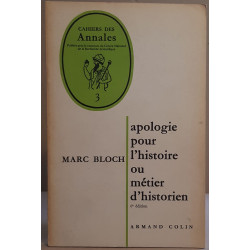 CAHIERS DES
Annales
3
MARC BLOCH
apologie
pour
l'histoire
ou
métier
d'historien
ARMAND COLIN